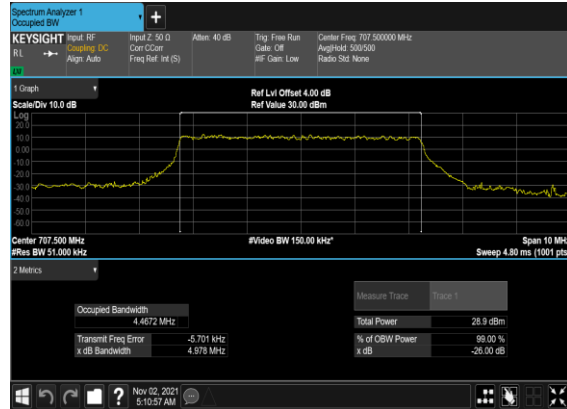 Spectrum Analyzer 1
Occupied BW
+
KEYSIGHT Input: RF Input Z: 50 Ω Atten: 40 dB Trig: Free Run Center Freq: 707.500000 MHz
RL Coupling: DC Corr CCorr Gate: Off Avg|Hold: 500/500
Align: Auto Freq Ref: Int (S) #IF Gain: Low Radio Std: None
LW
1 Graph
Ref Lvl Offset 4.00 dB
Scale/Div 10.0 dB Ref Value 30.00 dBm
Log
20.0
10.0
0.00
-10.0
-20.0
-30.0
-40.0
-50.0
-60.0
Center 707.500 MHz #Video BW 150.00 kHz* Span 10 MHz
#Res BW 51.000 kHz Sweep 4.80 ms (1001 pts)
2 Metrics
Measure Trace Trace 1
Occupied Bandwidth
4.4672 MHz Total Power 28.9 dBm
Transmit Freq Error -5.701 kHz % of OBW Power 99.00 %
x dB Bandwidth 4.978 MHz x dB -26.00 dB
?
Nov 02, 2021
5:10:57 AM